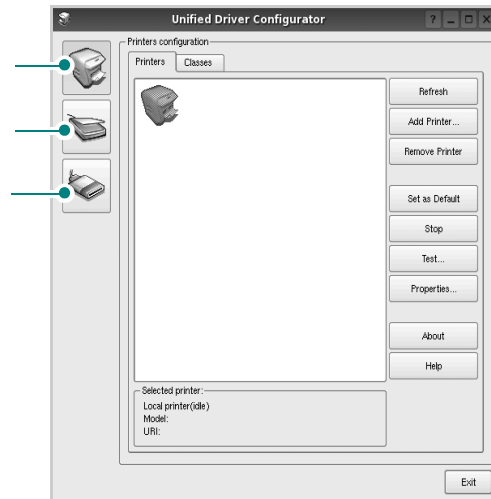 Unified Driver Configurator
?
Printers configuration
Printers
Classes
Refresh
Add Printer...
Remove Printer
Set as Default
Stop
Test...
Properties...
About
Help
Selected printer:
Local printer(idle)
Model:
URI:
Exit